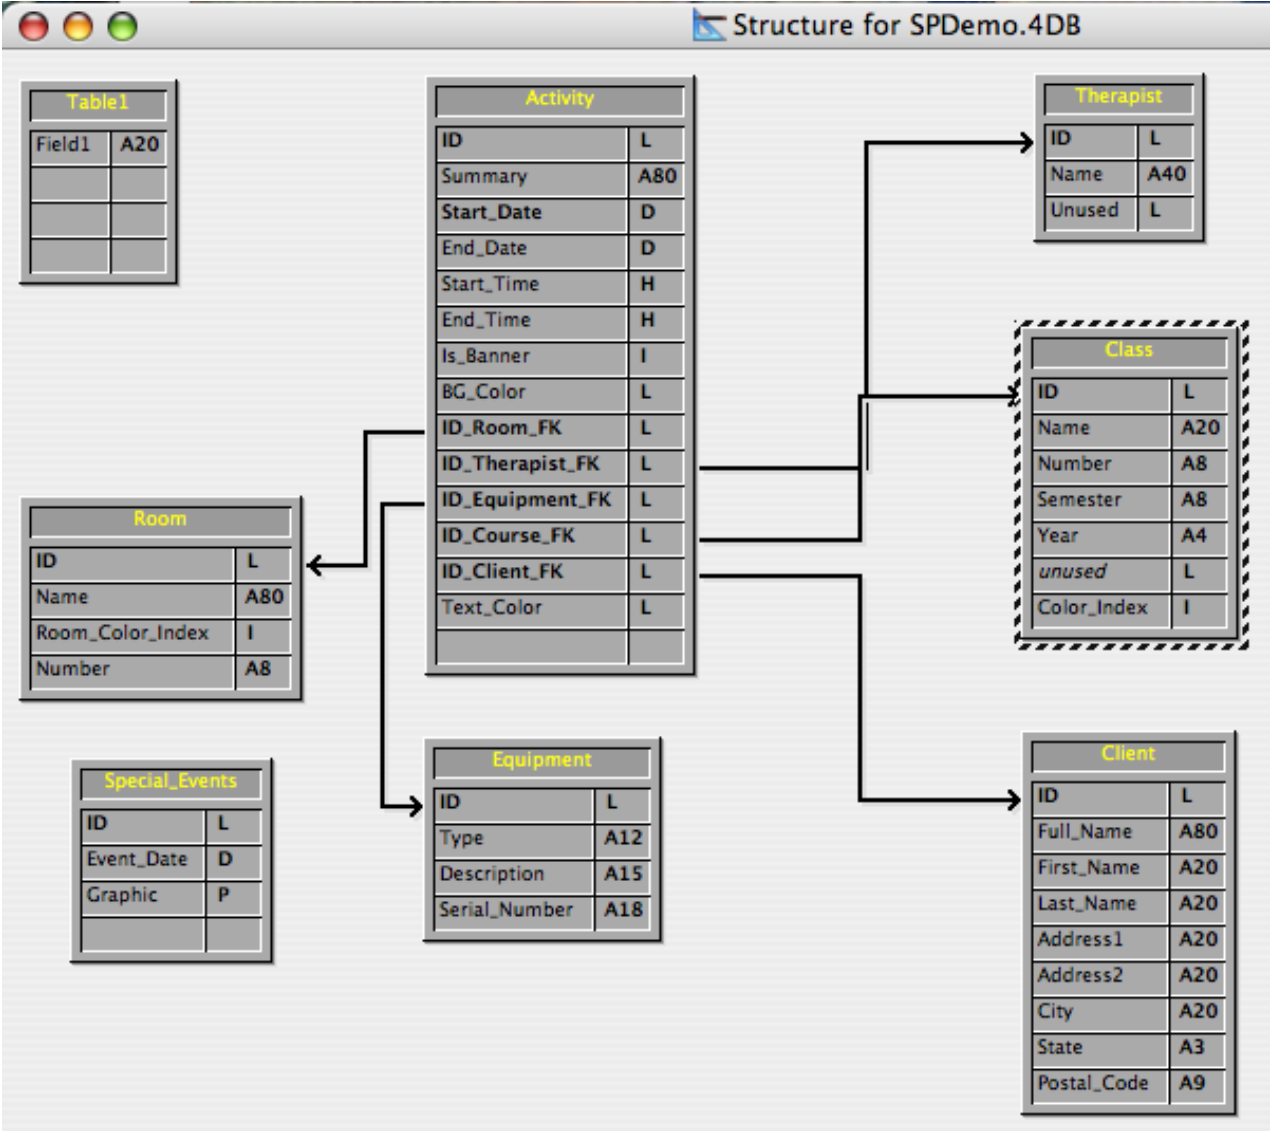 Structure for SPDemo.4DB
Table1
Field1 A20
Activity
ID L
Summary A80
Start_Date D
End_Date D
Start_Time H
End_Time H
Is_Banner I
BG_Color L
ID_Room_FK L
ID_Therapist_FK L
ID_Equipment_FK L
ID_Course_FK L
ID_Client_FK L
Text_Color L
Therapist
ID L
Name A40
Unused L
Class
ID L
Name A20
Number A8
Semester A8
Year A4
unused L
Color_Index I
Room
ID L
Name A80
Room_Color_Index I
Number A8
Special_Events
ID L
Event_Date D
Graphic P
Equipment
ID L
Type A12
Description A15
Serial_Number A18
Client
ID L
Full_Name A80
First_Name A20
Last_Name A20
Address1 A20
Address2 A20
City A20
State A3
Postal_Code A9